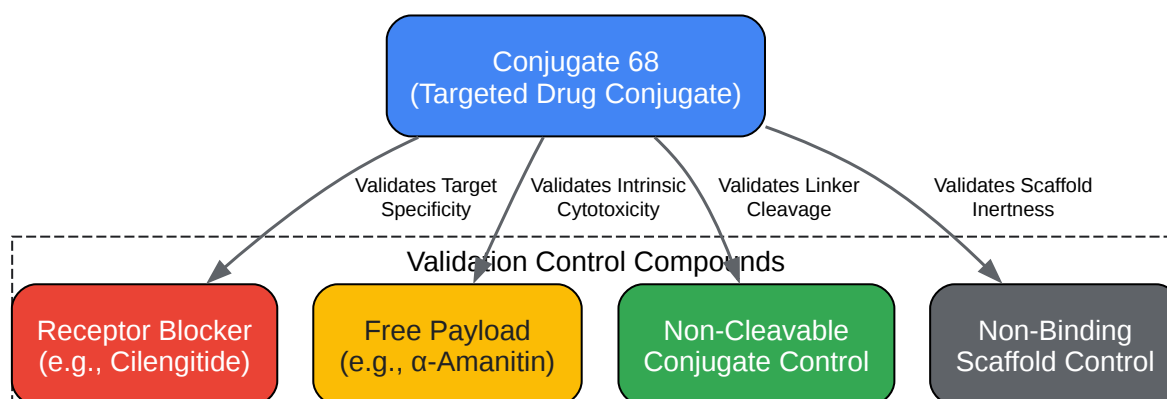 Conjugate 68
(Targeted Drug Conjugate)
Validates Target
Specificity
Validates Intrinsic
Cytotoxicity
Validates Linker
Cleavage
Validates Scaffold
Inertness
Validation Control Compounds
Receptor Blocker
(e.g., Cilengitide)
Free Payload
(e.g., α-Amanitin)
Non-Cleavable
Conjugate Control
Non-Binding
Scaffold Control